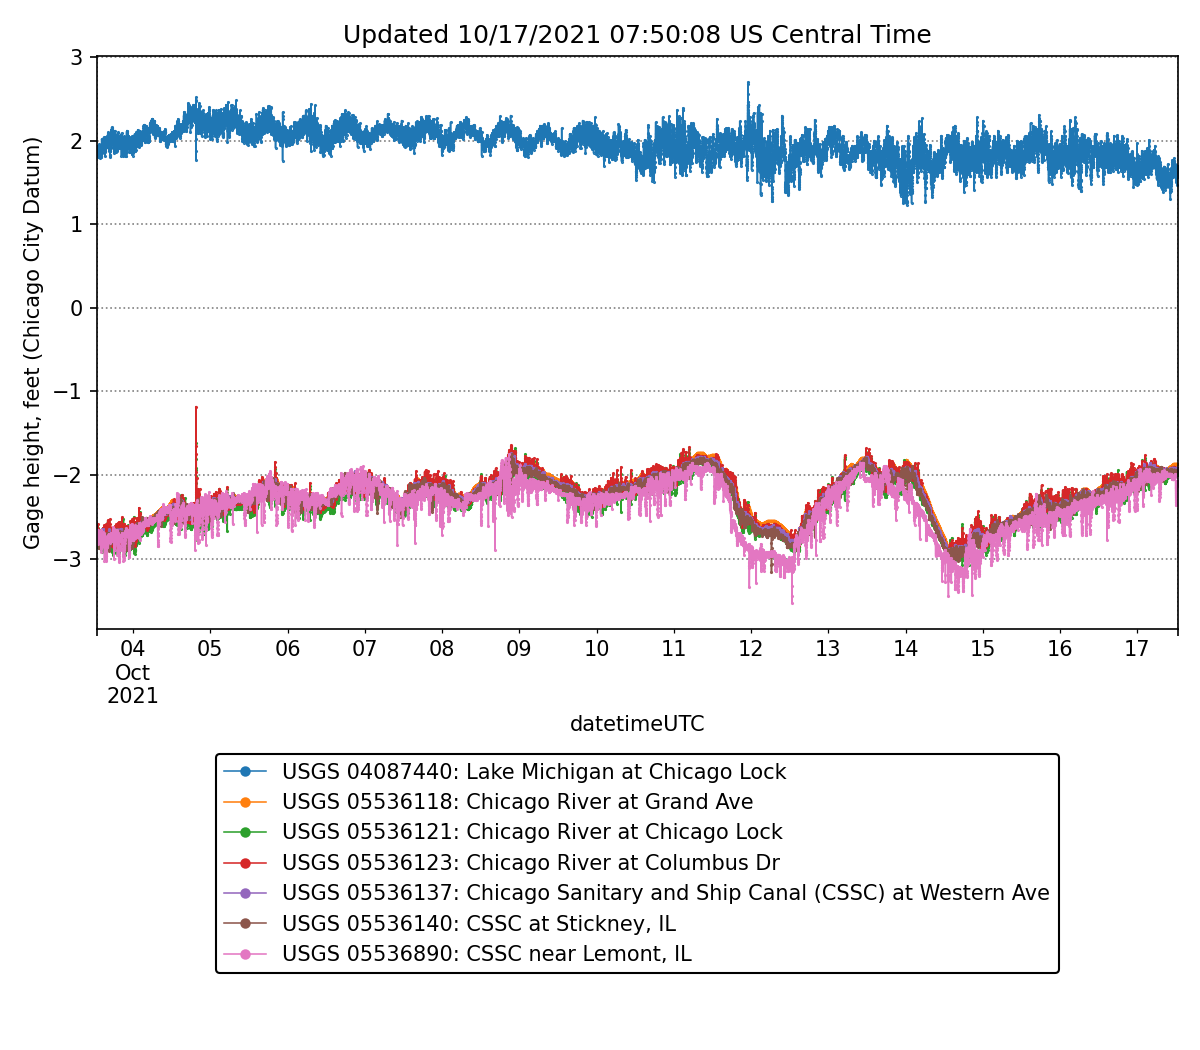 Updated 10/17/2021 07:50:08 US Central Time
Gage height, feet (Chicago City Datum)
3
2
1
0
−1
−2
−3
04 05 06 07 08 09 10 11 12 13 14 15 16 17
Oct
2021
datetimeUTC
USGS 04087440: Lake Michigan at Chicago Lock
USGS 05536118: Chicago River at Grand Ave
USGS 05536121: Chicago River at Chicago Lock
USGS 05536123: Chicago River at Columbus Dr
USGS 05536137: Chicago Sanitary and Ship Canal (CSSC) at Western Ave
USGS 05536140: CSSC at Stickney, IL
USGS 05536890: CSSC near Lemont, IL